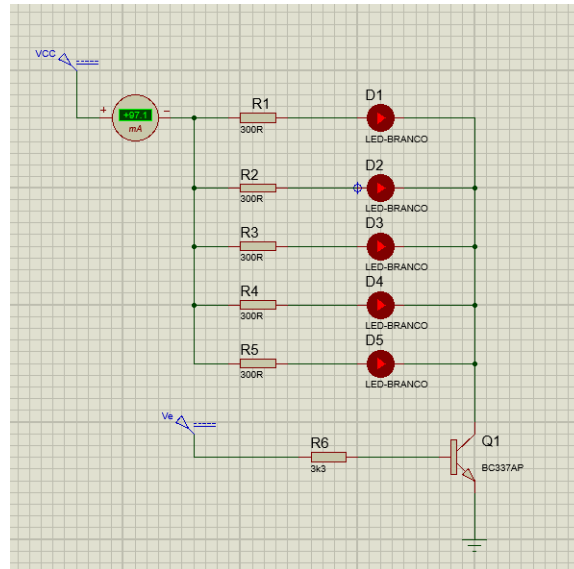 VCC
+
+97.1
-
mA
R1
300R
D1
LED-BRANCO
R2
300R
D2
LED-BRANCO
R3
300R
D3
LED-BRANCO
R4
300R
D4
LED-BRANCO
R5
300R
D5
LED-BRANCO
Ve
R6
3k3
Q1
BC337AP